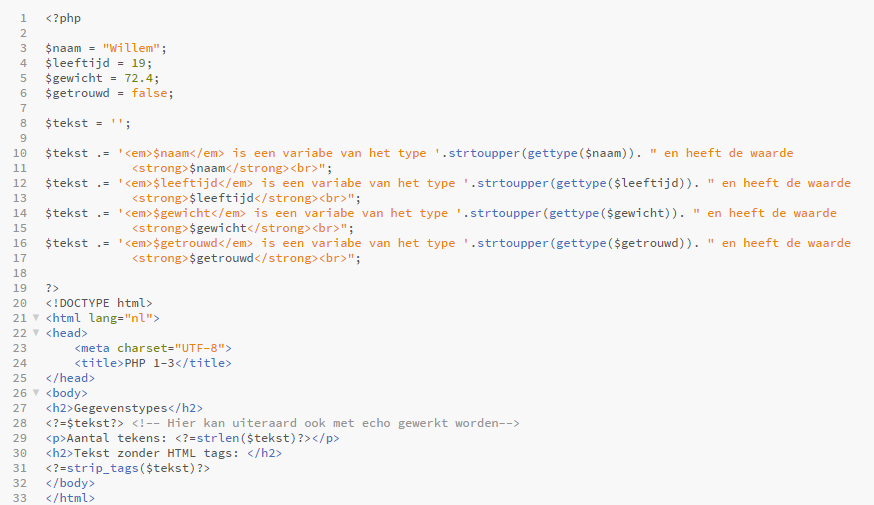 1 <?php
2
3 $naam = "Willem";
4 $leeftijd = 19;
5 $gewicht = 72.4;
6 $getrouwd = false;
7
8 $tekst = '';
9
10 $tekst .= '<em>$naam</em> is een variabe van het type '.strtoupper(gettype($naam)). " en heeft de waarde
11 <strong>$naam</strong><br>";
12 $tekst .= '<em>$leeftijd</em> is een variabe van het type '.strtoupper(gettype($leeftijd)). " en heeft de waarde
13 <strong>$leeftijd</strong><br>";
14 $tekst .= '<em>$gewicht</em> is een variabe van het type '.strtoupper(gettype($gewicht)). " en heeft de waarde
15 <strong>$gewicht</strong><br>";
16 $tekst .= '<em>$getrouwd</em> is een variabe van het type '.strtoupper(gettype($getrouwd)). " en heeft de waarde
17 <strong>$getrouwd</strong><br>";
18
19 ?>
20 <!DOCTYPE html>
21 <html lang="nl">
22 <head>
23 <meta charset="UTF-8">
24 <title>PHP 1-3</title>
25 </head>
26 <body>
27 <h2>Gegevenstypes</h2>
28 <?=$tekst?> <!-- Hier kan uiteraard ook met echo gewerkt worden-->
29 <p>Aantal tekens: <?=strlen($tekst)?></p>
30 <h2>Tekst zonder HTML tags: </h2>
31 <?=strip_tags($tekst)?>
32 </body>
33 </html>